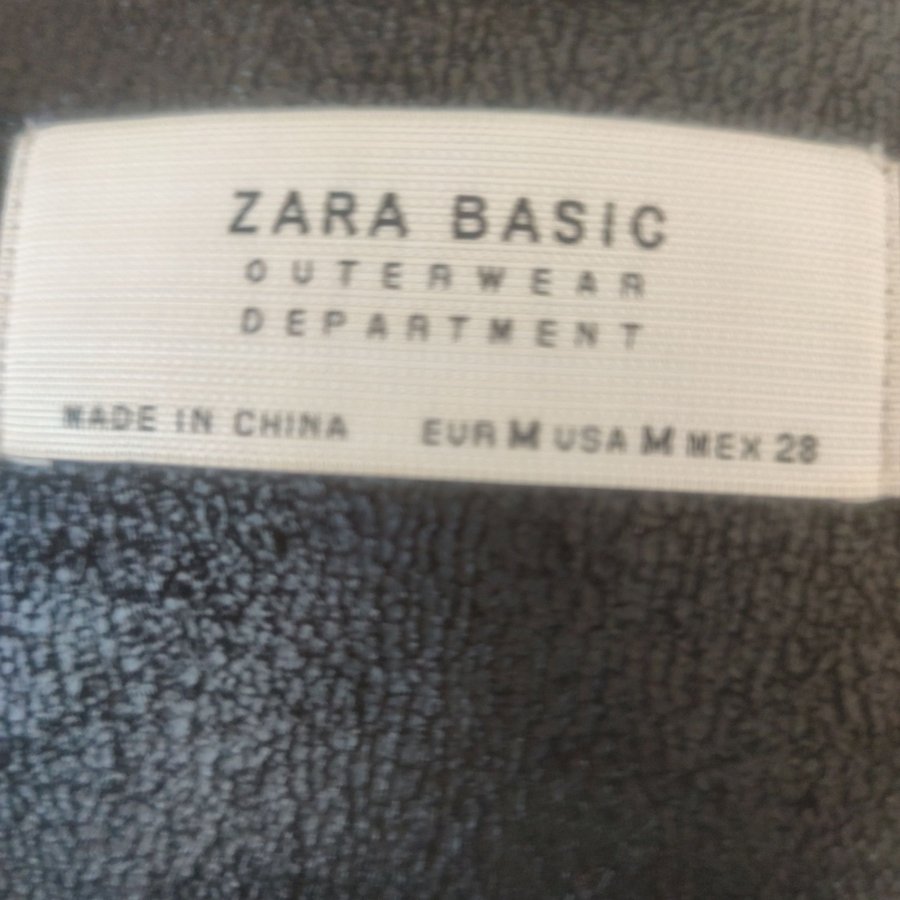 ZARA BASIC
OUTERWEAR
DEPARTMENT
MADE IN CHINA EUR M USA M MEX 28